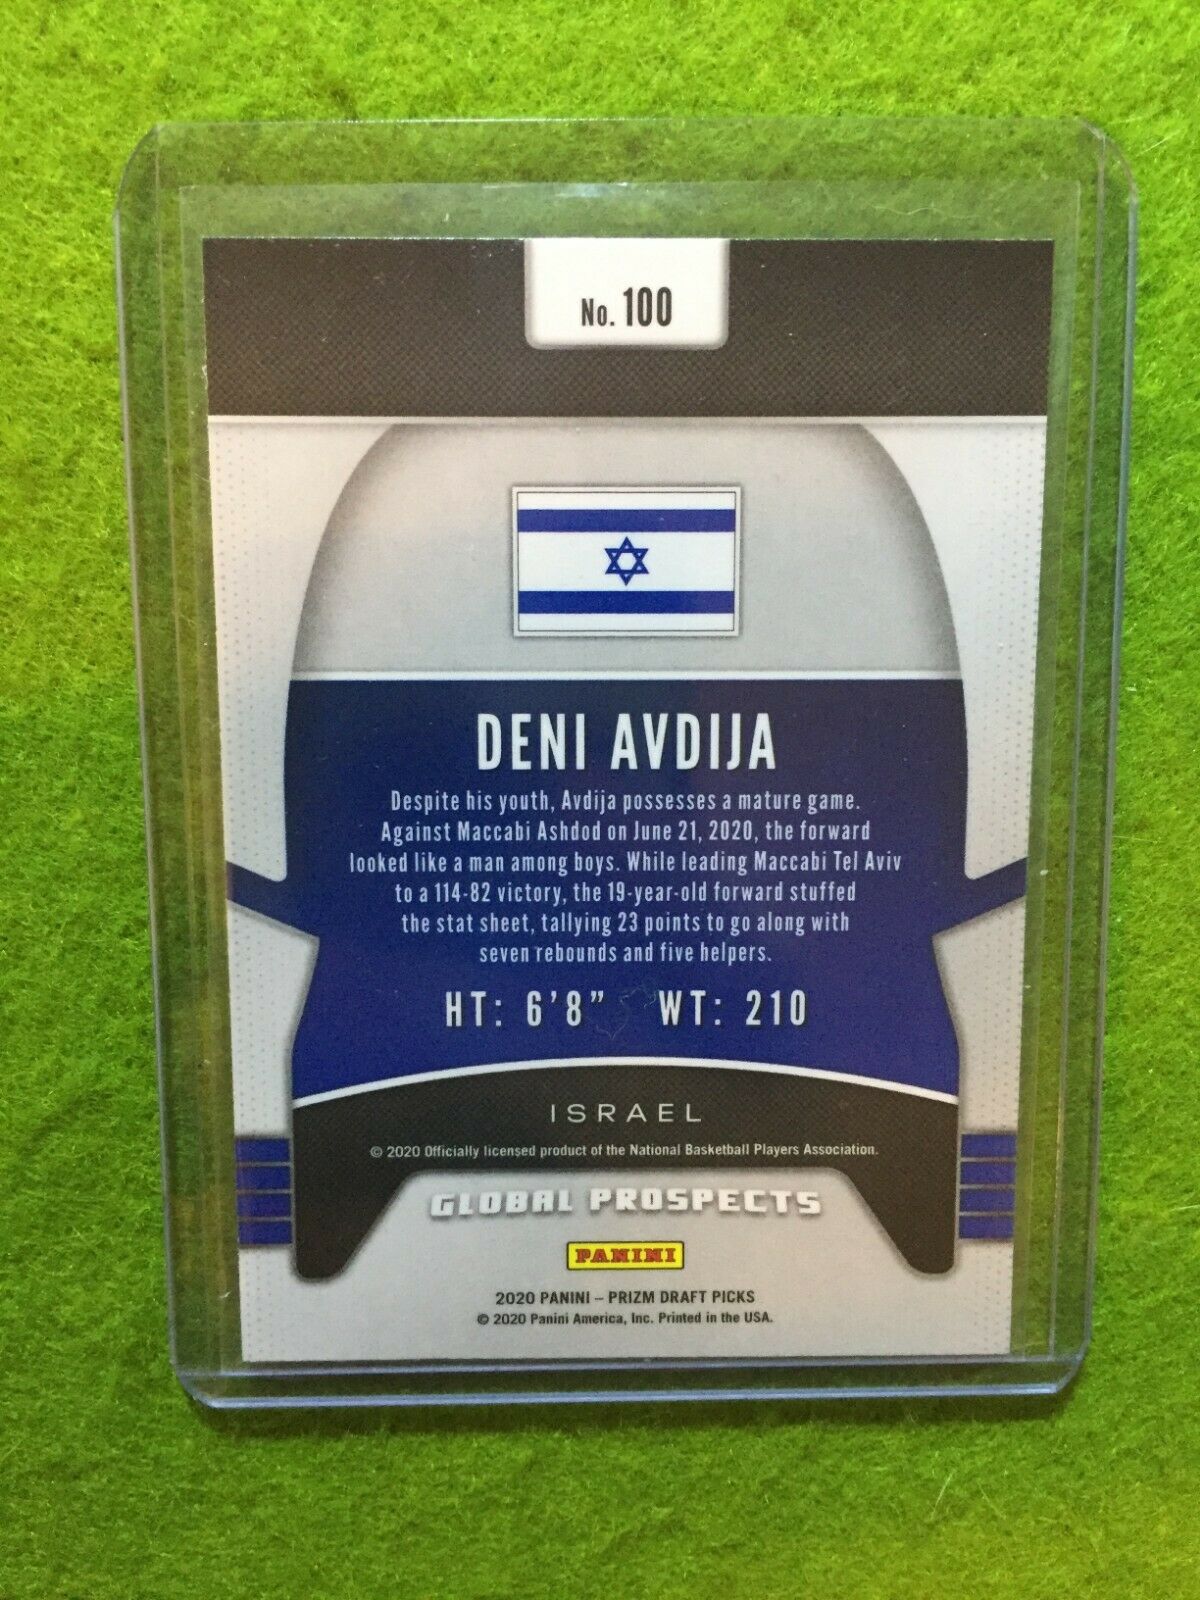 No. 100
DENI AVDIJA
Despite his youth, Avdija possesses a mature game.
Against Maccabi Ashdod on June 21, 2020, the forward
looked like a man among boys. While leading Maccabi Tel Aviv
to a 114-82 victory, the 19-year-old forward stuffed
the stat sheet, tallying 23 points to go along with
seven rebounds and five helpers.
HT: 6'8” WT: 210
ISRAEL
© 2020 Officially licensed product of the National Basketball Players Association.
GLOBAL PROSPECTS
PANINI
2020 PANINI – PRIZM DRAFT PICKS
© 2020 Panini America, Inc. Printed in the USA.